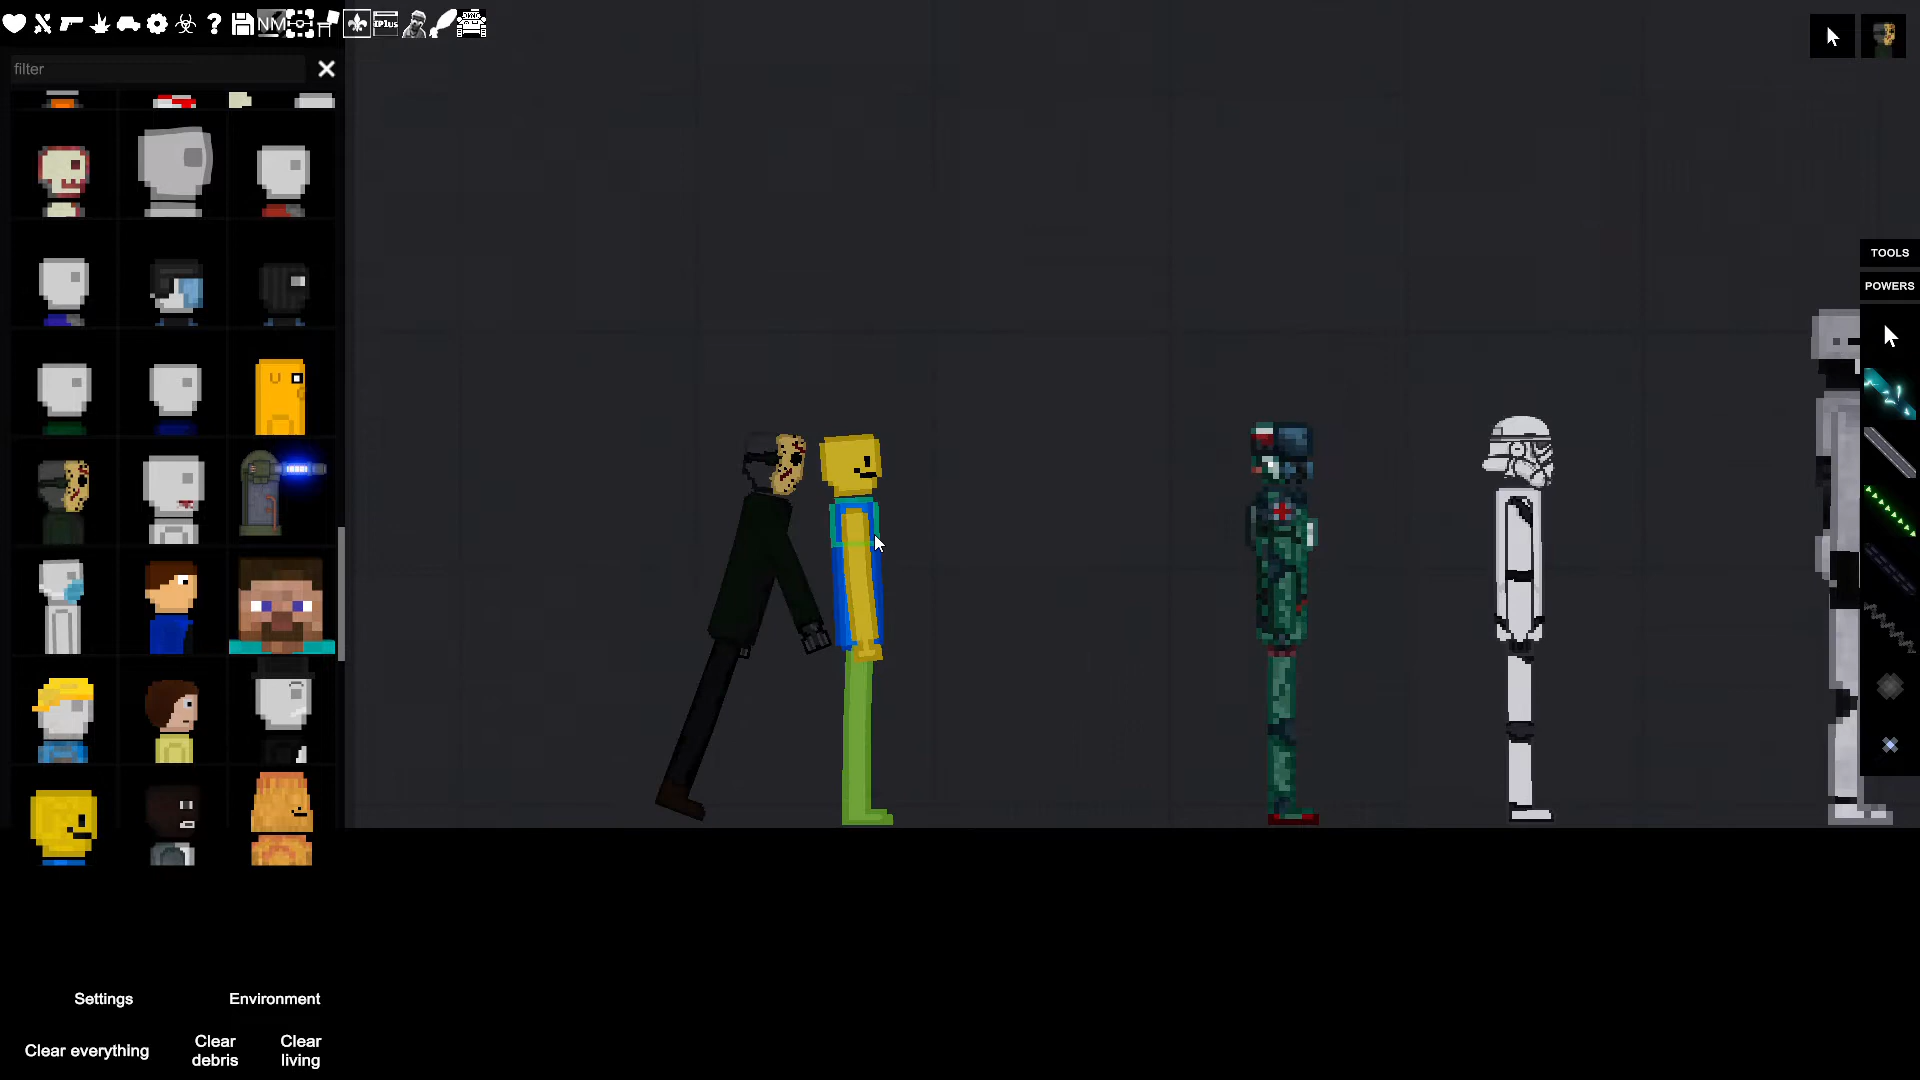 NM
iPlus
filter
TOOLS
POWERS
Settings
Environment
Clear everything
Clear debris
Clear living